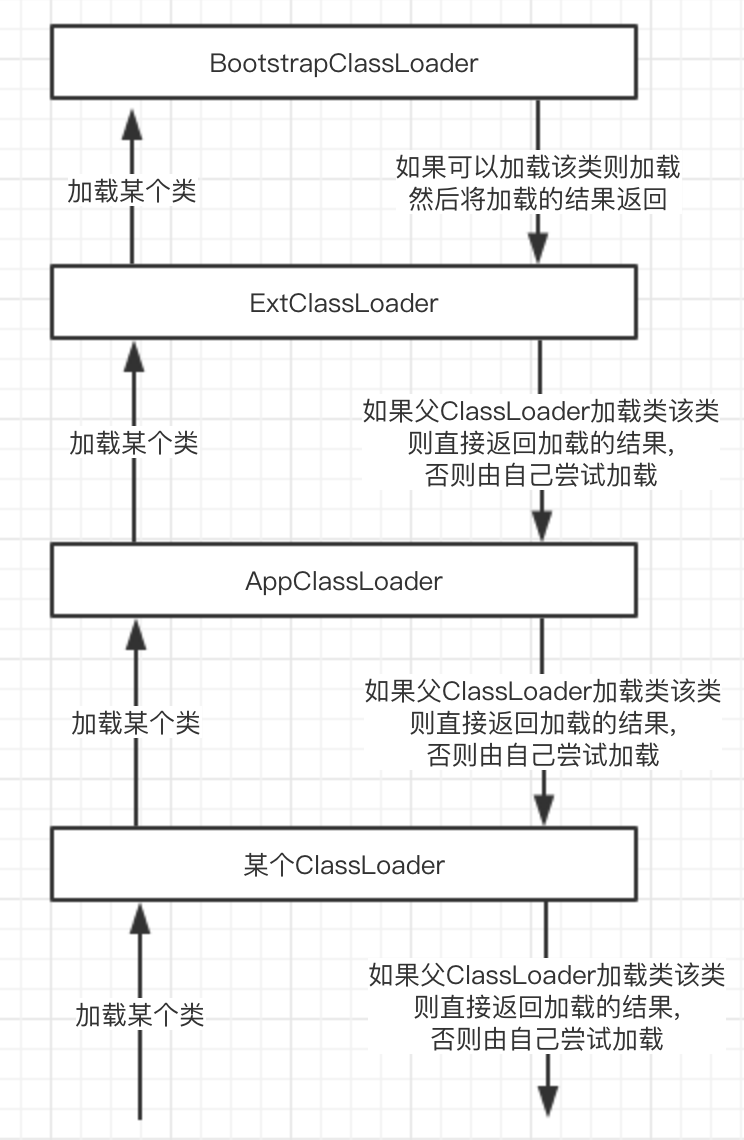 BootstrapClassLoader
加载某个类
如果可以加载该类则加载
然后将加载的结果返回
ExtClassLoader
加载某个类
如果父ClassLoader加载类该类
则直接返回加载的结果,
否则由自己尝试加载
AppClassLoader
加载某个类
如果父ClassLoader加载类该类
则直接返回加载的结果,
否则由自己尝试加载
某个ClassLoader
加载某个类
如果父ClassLoader加载类该类
则直接返回加载的结果,
否则由自己尝试加载